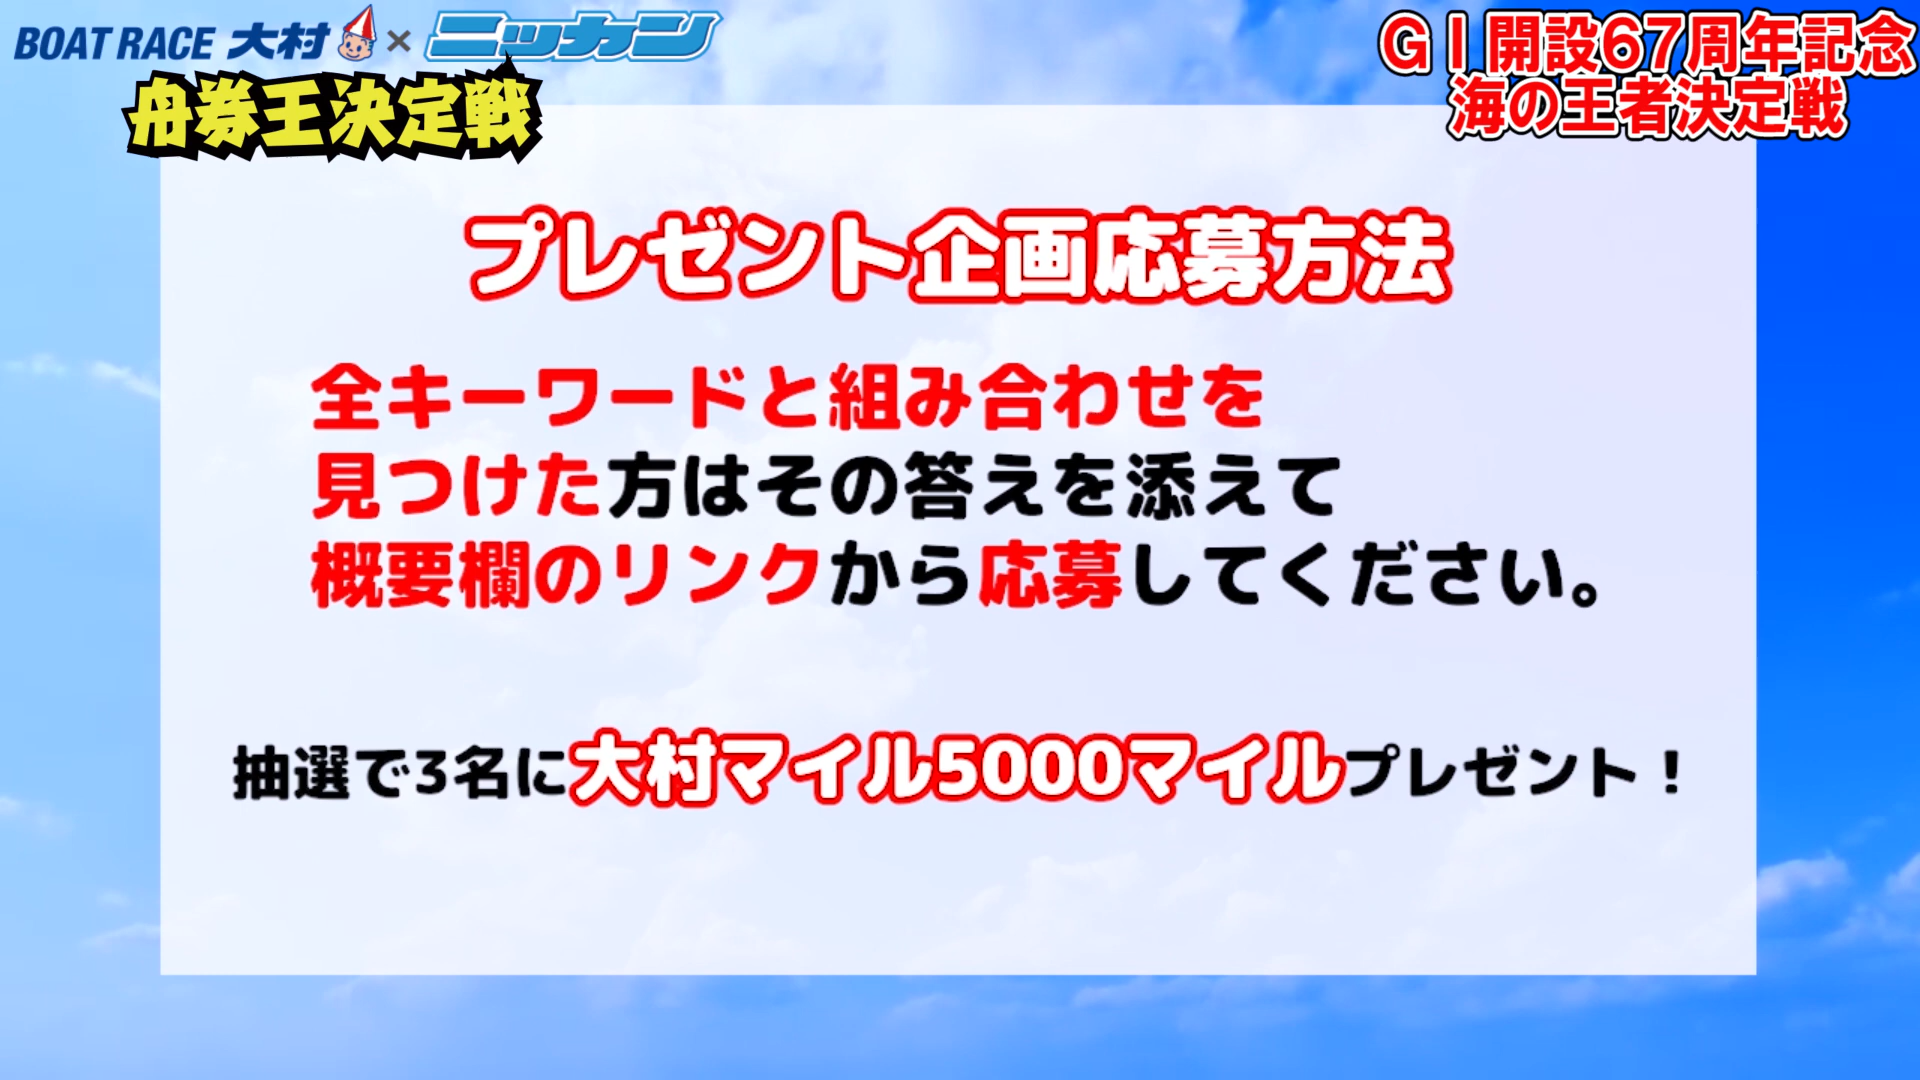 BOAT RACE 大村 × ニッカン
舟券王決定戦
GⅠ開設67周年記念
海の王者決定戦
プレゼント企画応募方法
全キーワードと組み合わせを
見つけた方はその答えを添えて
概要欄のリンクから応募してください。
抽選で3名に大村マイル5000マイルプレゼント！